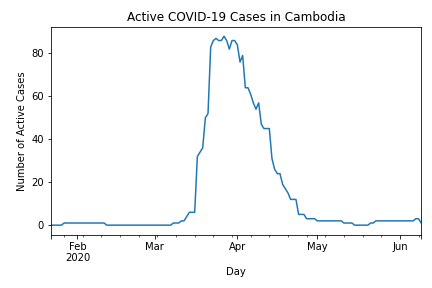 Active COVID-19 Cases in Cambodia
Number of Active Cases
80
60
40
20
0
Feb
2020
Mar
Apr
May
Jun
Day